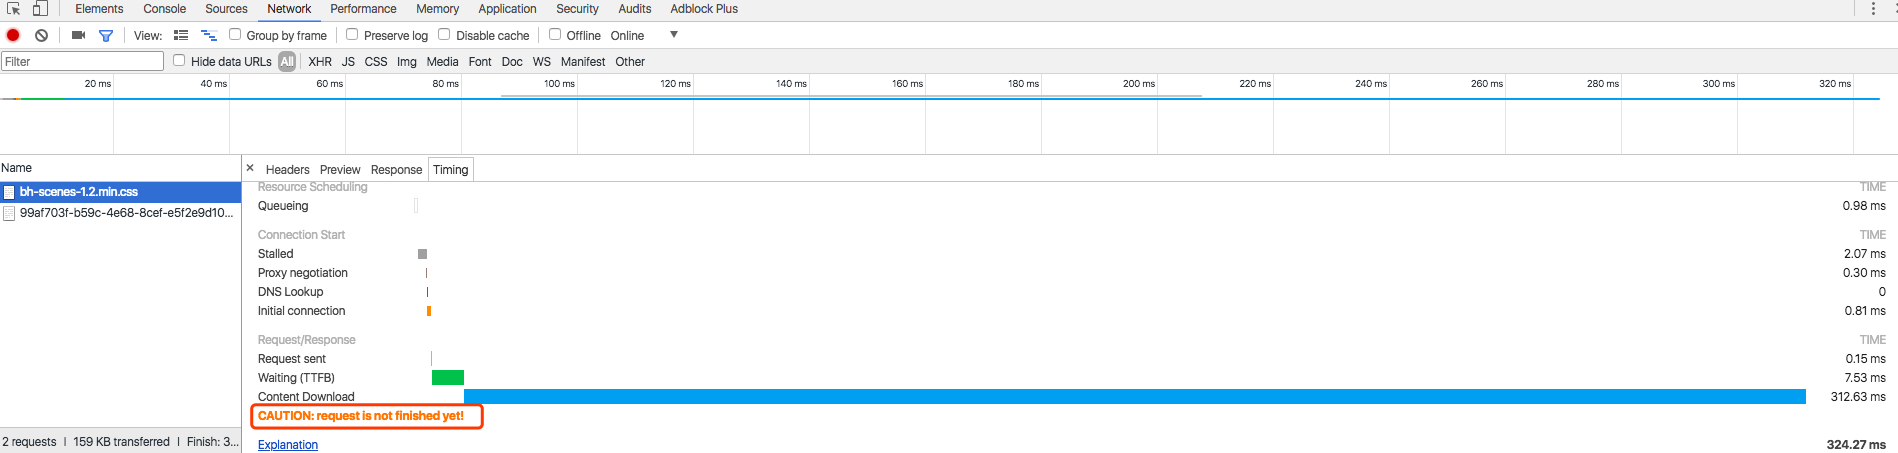 Elements Console Sources Network Performance Memory Application Security Audits Adblock Plus
View: Group by frame Preserve log Disable cache Offline Online
Filter Hide data URLs All XHR JS CSS Img Media Font Doc WS Manifest Other
20 ms 40 ms 60 ms 80 ms 100 ms 120 ms 140 ms 160 ms 180 ms 200 ms 220 ms 240 ms 260 ms 280 ms 300 ms 320 ms
Name
bh-scenes-1.2.min.css
99af703f-b59c-4e68-8cef-e5f2e9d10...
2 requests | 159 KB transferred | Finish: 3...
× Headers Preview Response Timing
Resource Scheduling TIME
Queueing 0.98 ms
Connection Start TIME
Stalled 2.07 ms
Proxy negotiation 0.30 ms
DNS Lookup 0
Initial connection 0.81 ms
Request/Response TIME
Request sent 0.15 ms
Waiting (TTFB) 7.53 ms
Content Download 312.63 ms
CAUTION: request is not finished yet!
Explanation 324.27 ms